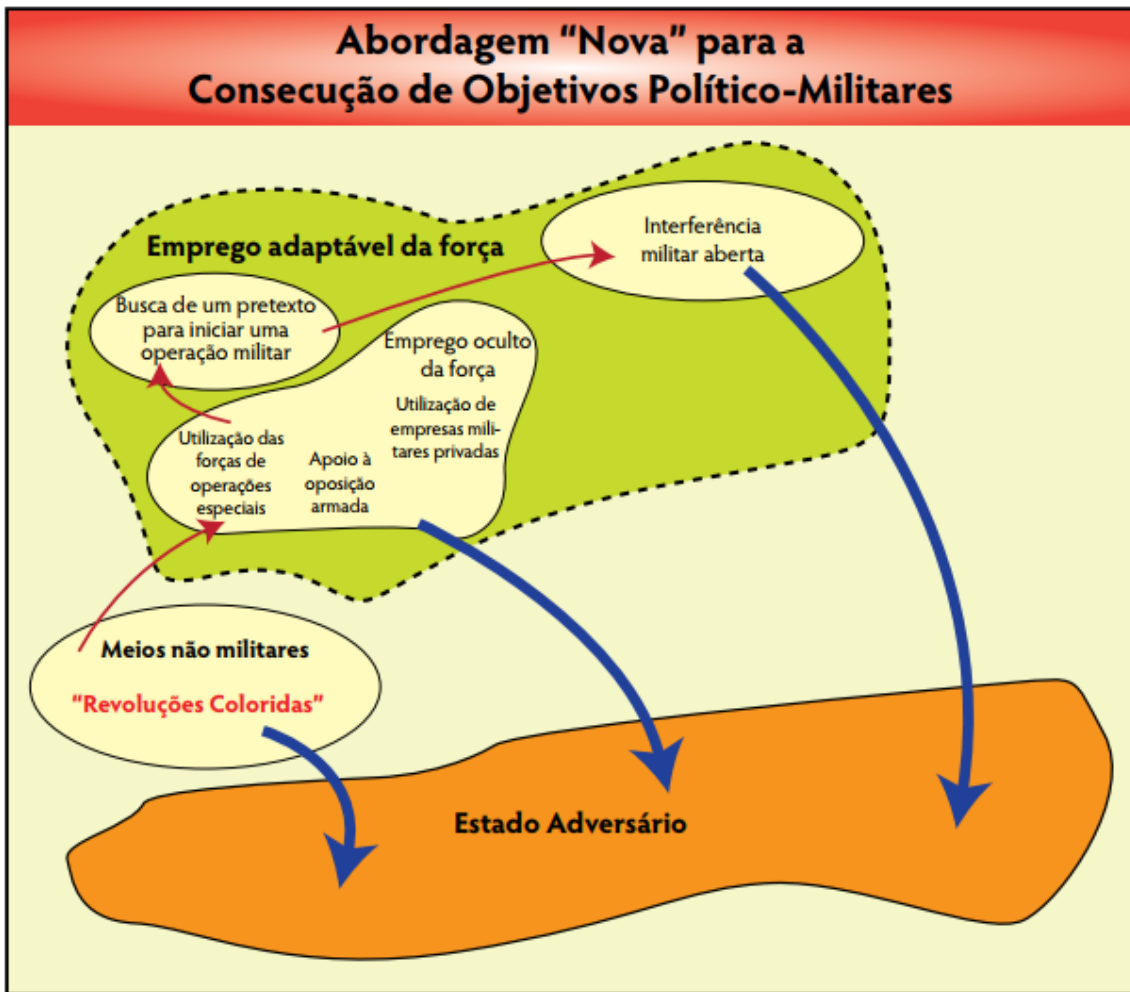 Abordagem “Nova” para a
Consecução de Objetivos Político-Militares
Emprego adaptável da força
Interferência
militar aberta
Busca de um pretexto
para iniciar uma
operação militar
Emprego oculto
da força
Utilização de
empresas mili-
tares privadas
Utilização das
forças de
operações
especiais
Apoio à
oposição
armada
Meios não militares
“Revoluções Coloridas”
Estado Adversário